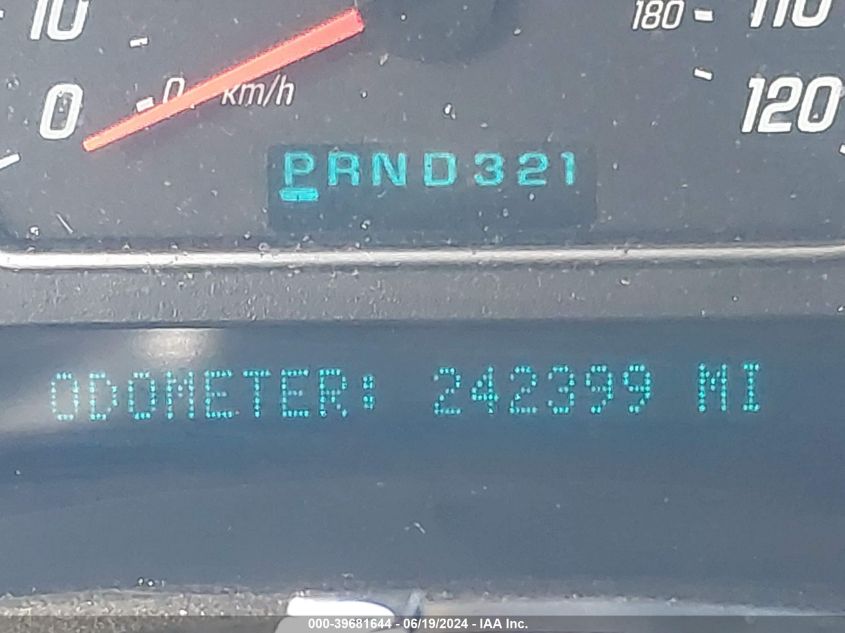 10
180 110
0 0 km/h
120
PRND321
ODOMETER: 242399 MI
000-39681644 - 06/19/2024 - IAA Inc.